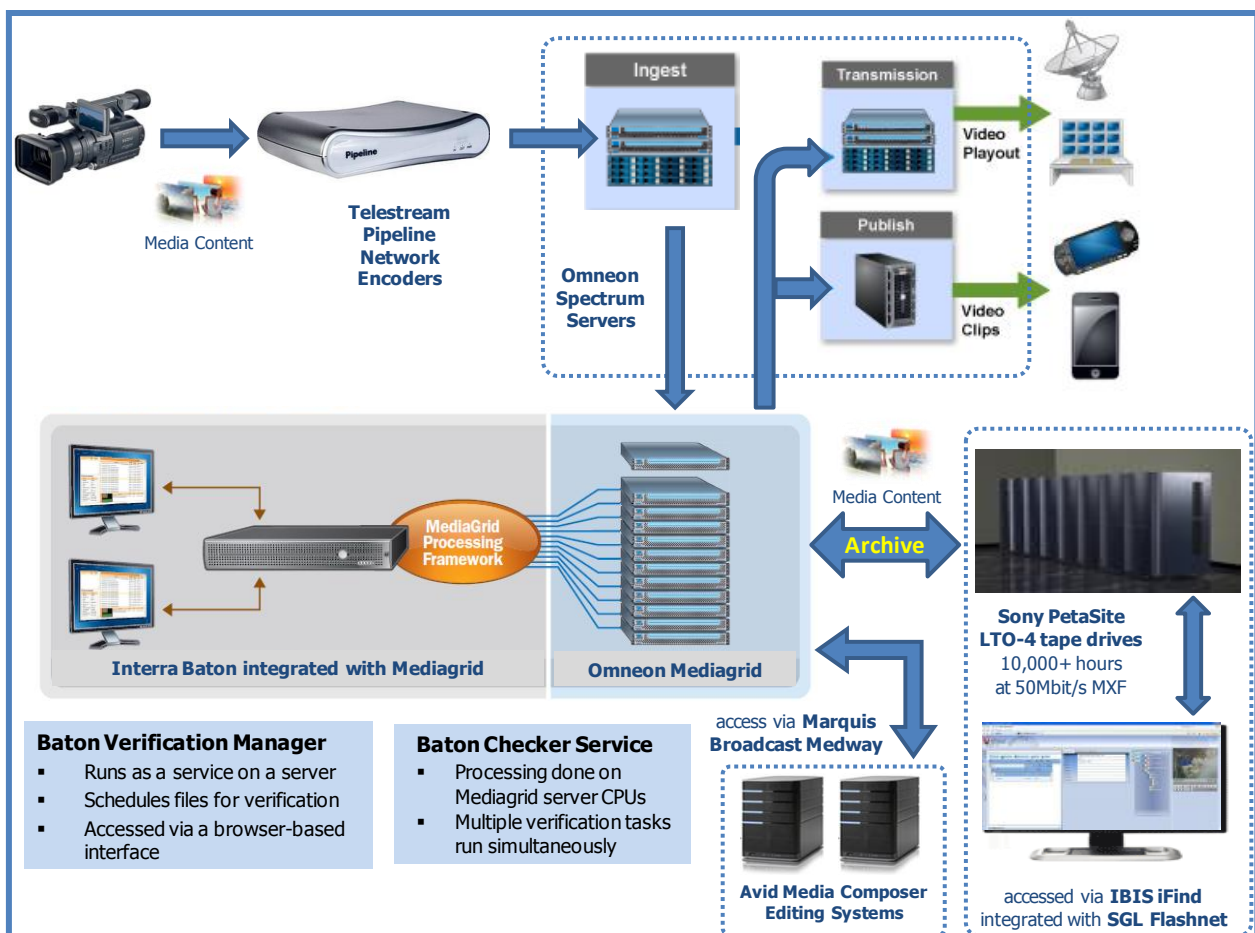 Ingest
Transmission
Video
Playout
Pipeline
Media Content
Telestream
Pipeline
Network
Encoders
Omneon
Spectrum
Servers
Publish
Video
Clips
MediaGrid
Processing
Framework
Interra Baton integrated with Mediagrid
Omneon Mediagrid
Media Content
Archive
Sony PetaSite
LTO-4 tape drives
10,000+ hours
at 50Mbit/s MXF
access via Marquis
Broadcast Medway
Baton Verification Manager
▪ Runs as a service on a server
▪ Schedules files for verification
▪ Accessed via a browser-based
interface
Baton Checker Service
▪ Processing done on
Mediagrid server CPUs
▪ Multiple verification tasks
run simultaneously
Avid Media Composer
Editing Systems
accessed via IBIS iFind
integrated with SGL Flashnet